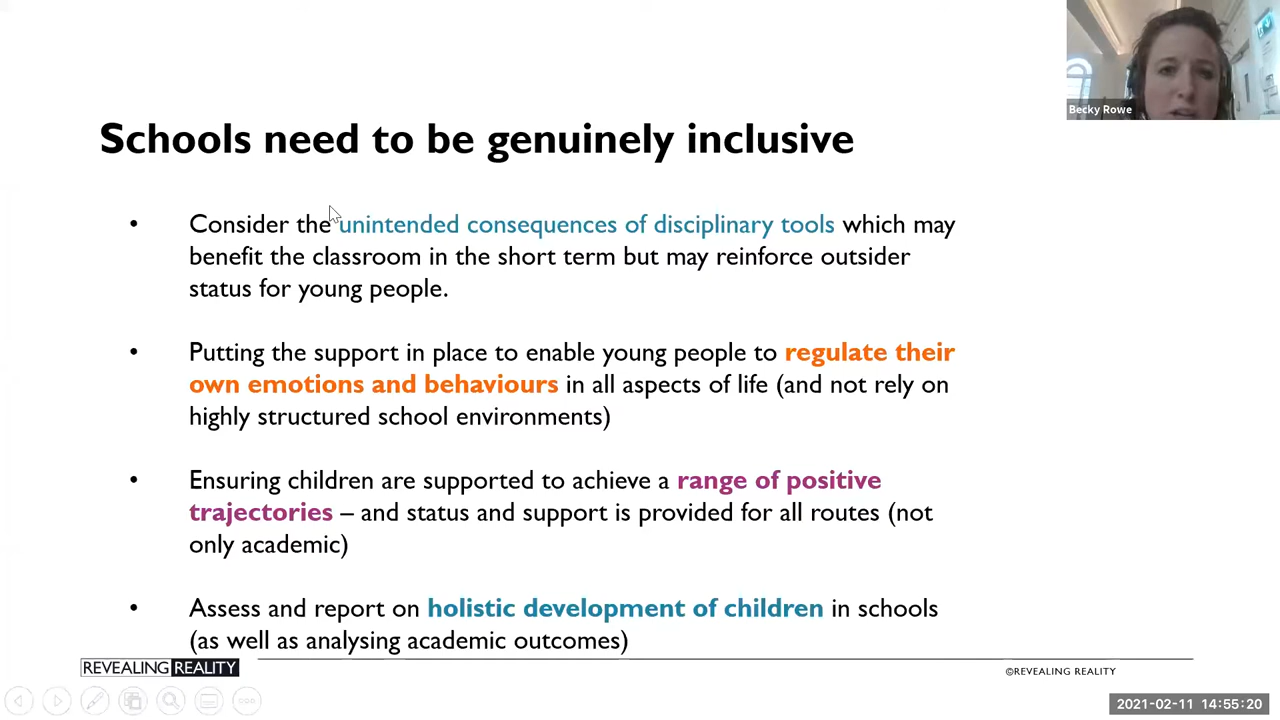 Becky Rowe
Schools need to be genuinely inclusive
• Consider the unintended consequences of disciplinary tools which may
benefit the classroom in the short term but may reinforce outsider
status for young people.
• Putting the support in place to enable young people to regulate their
own emotions and behaviours in all aspects of life (and not rely on
highly structured school environments)
• Ensuring children are supported to achieve a range of positive
trajectories – and status and support is provided for all routes (not
only academic)
• Assess and report on holistic development of children in schools
(as well as analysing academic outcomes)
REVEALING REALITY
©REVEALING REALITY
2021-02-11 14:55:20